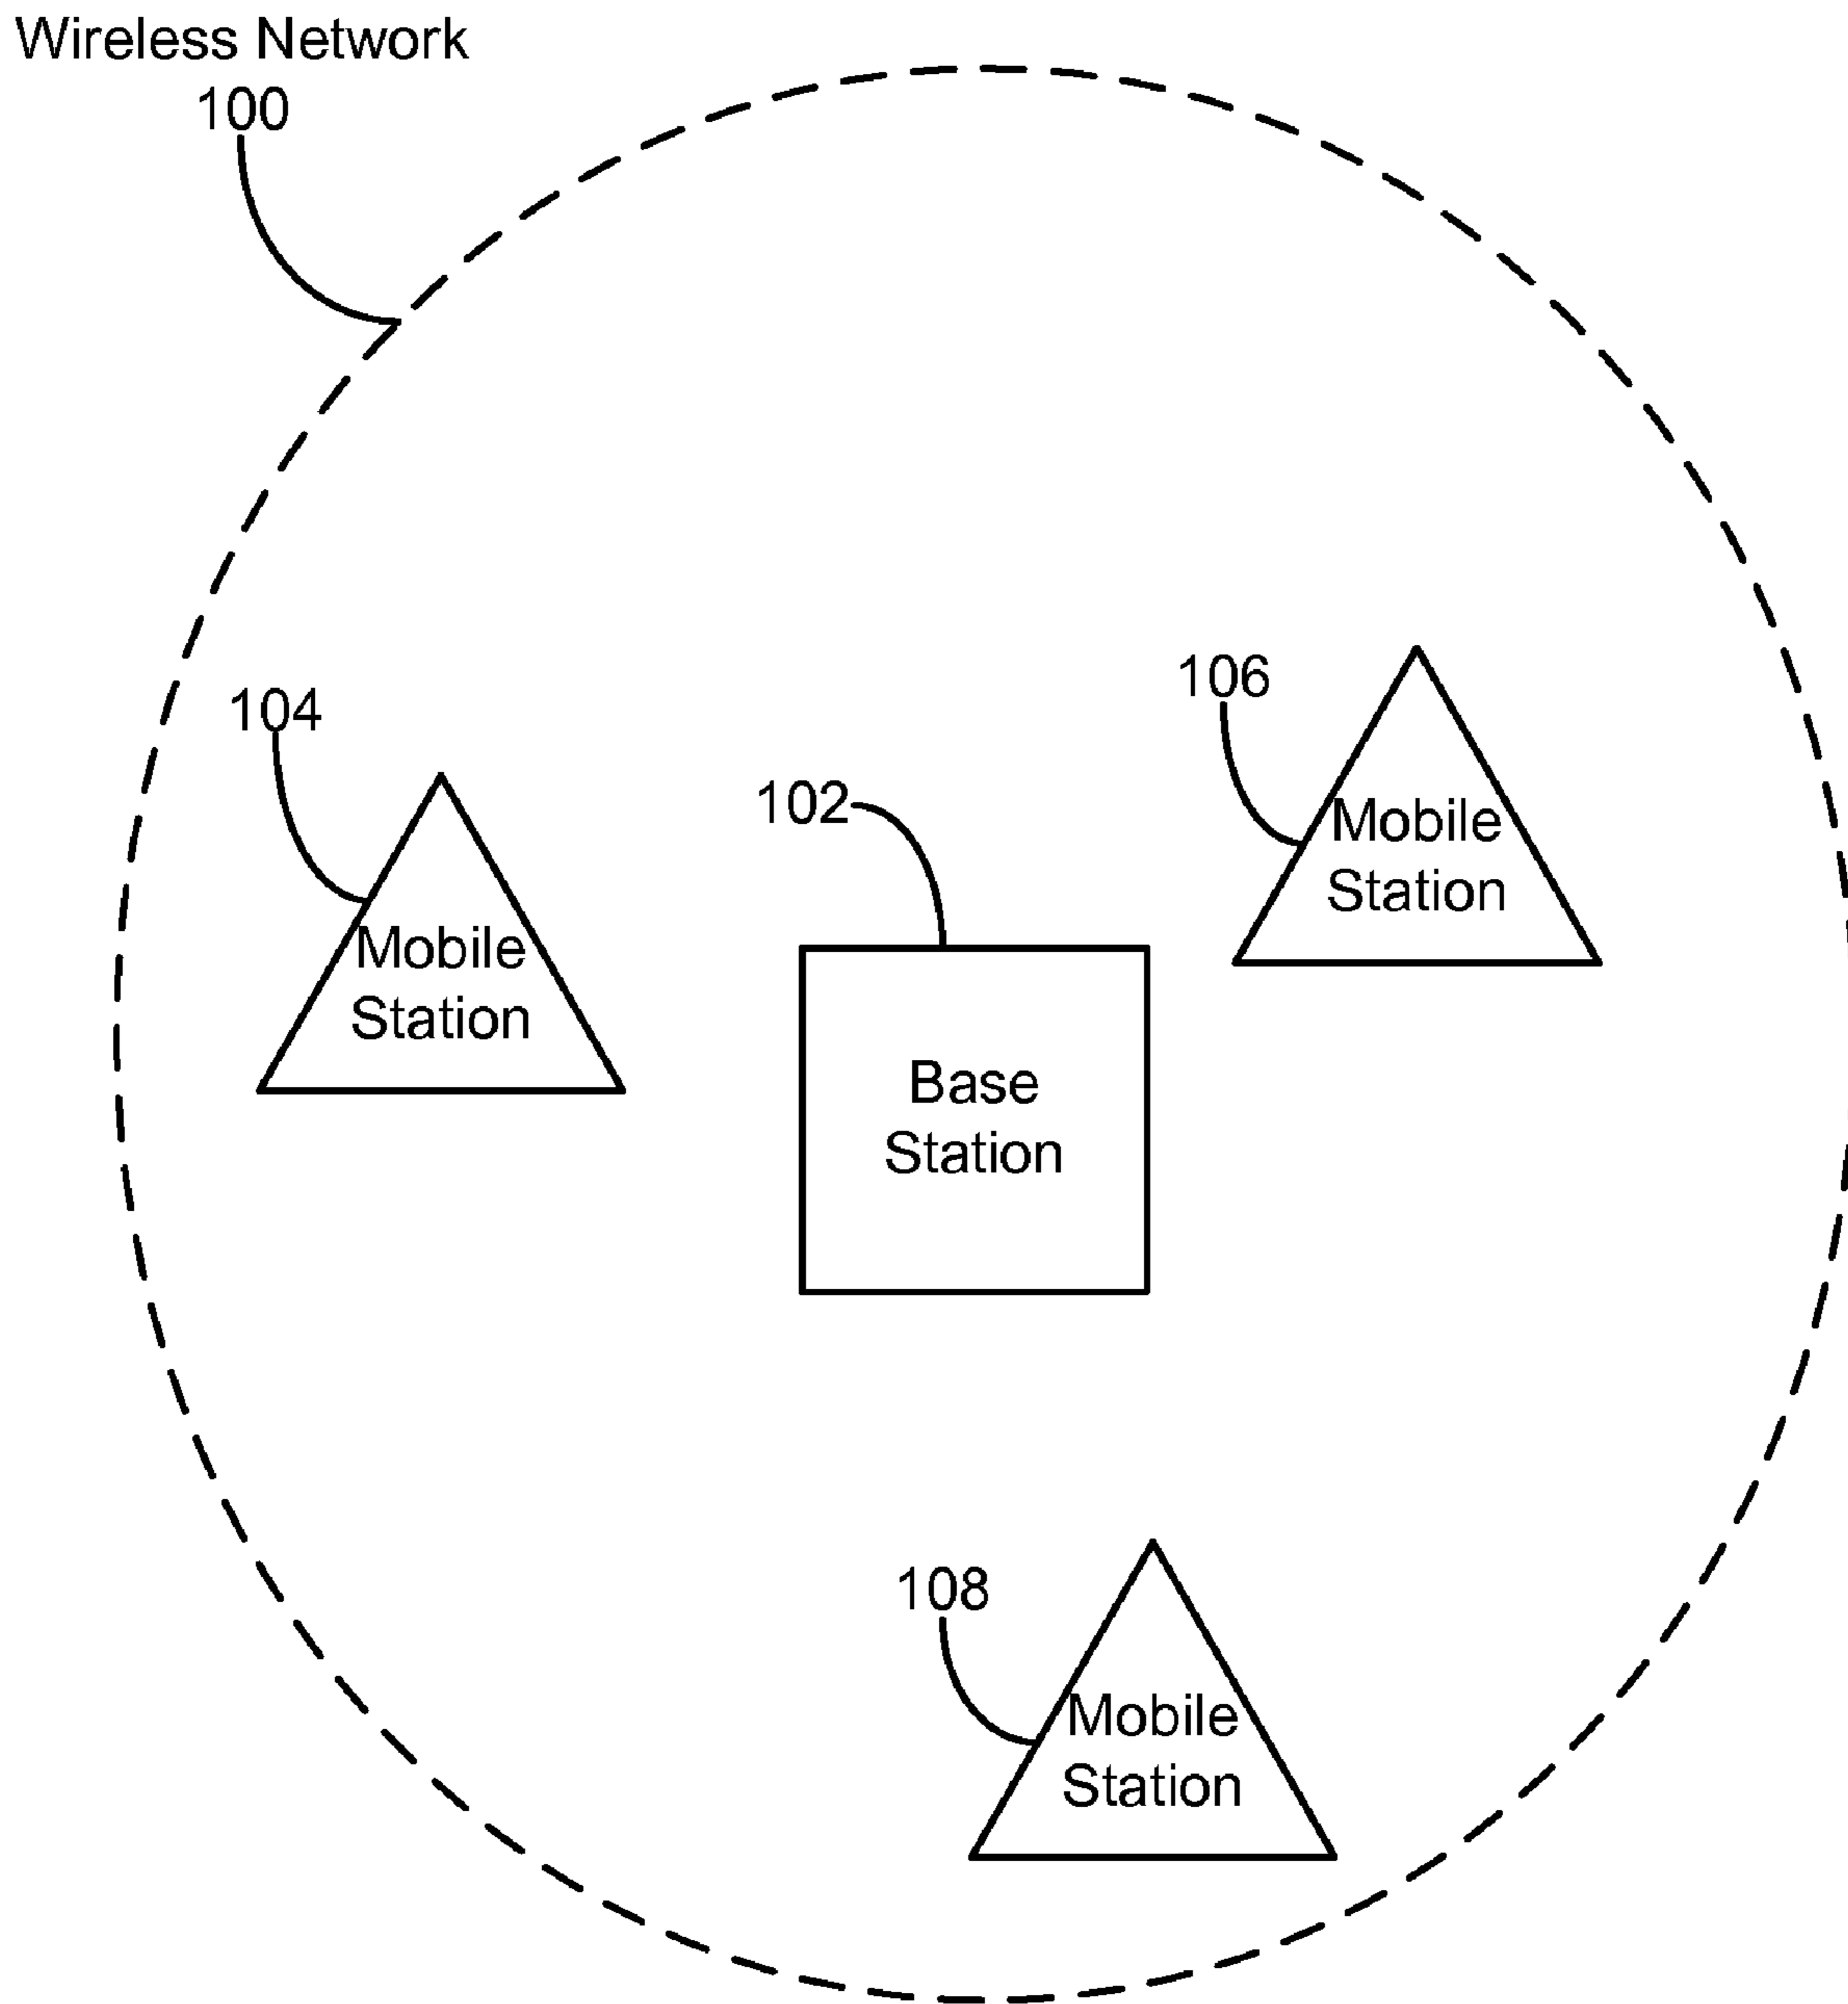 Wireless Network
100
106
104
102
Mobile
Station
Mobile
Station
Base
Station
108
Mobile
Station